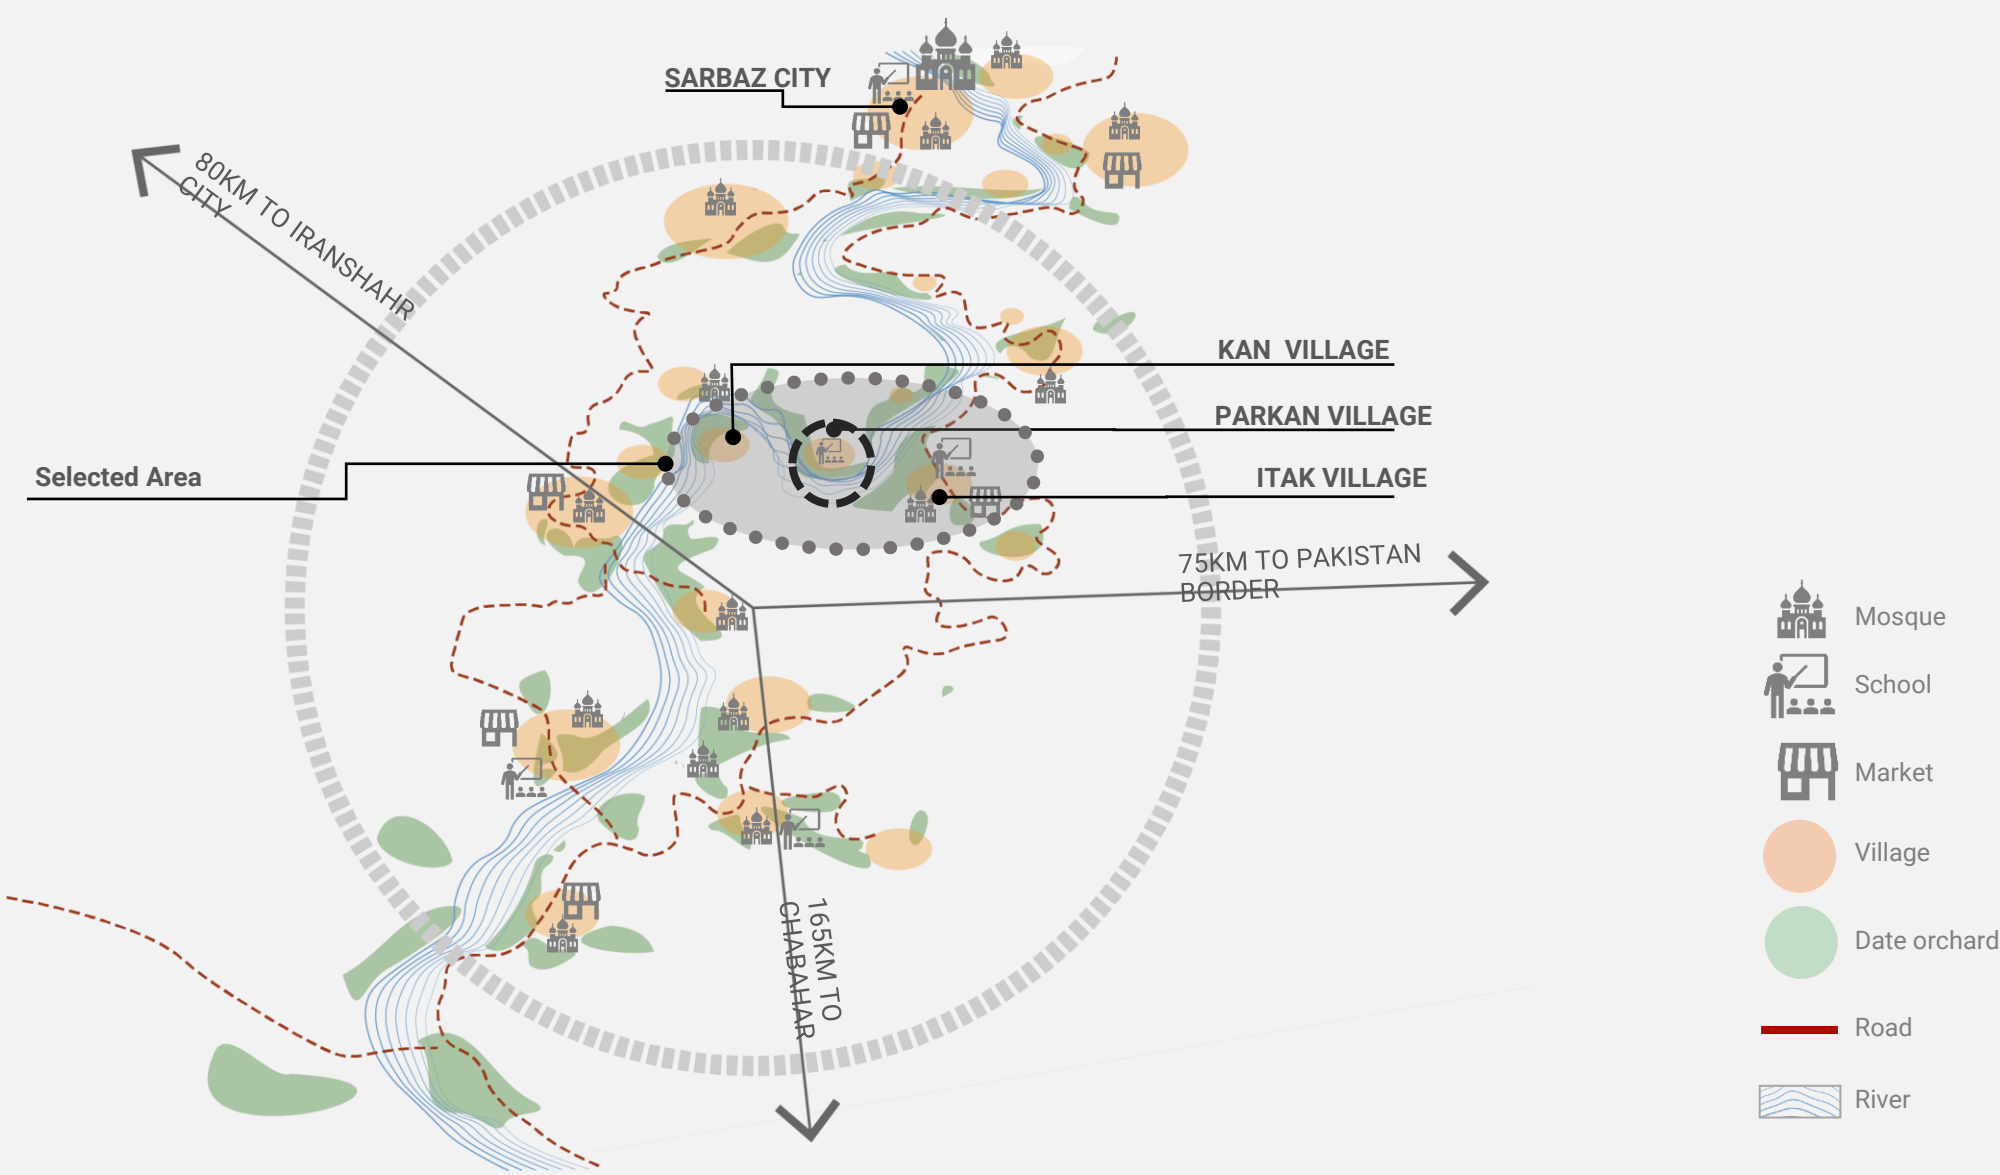 SARBAZ CITY
80KM TO IRANSHAHR
CITY
KAN VILLAGE
PARKAN VILLAGE
Selected Area
ITAK VILLAGE
75KM TO PAKISTAN
BORDER
165KM TO
CHABAHAR
Mosque
School
Market
Village
Date orchard
Road
River